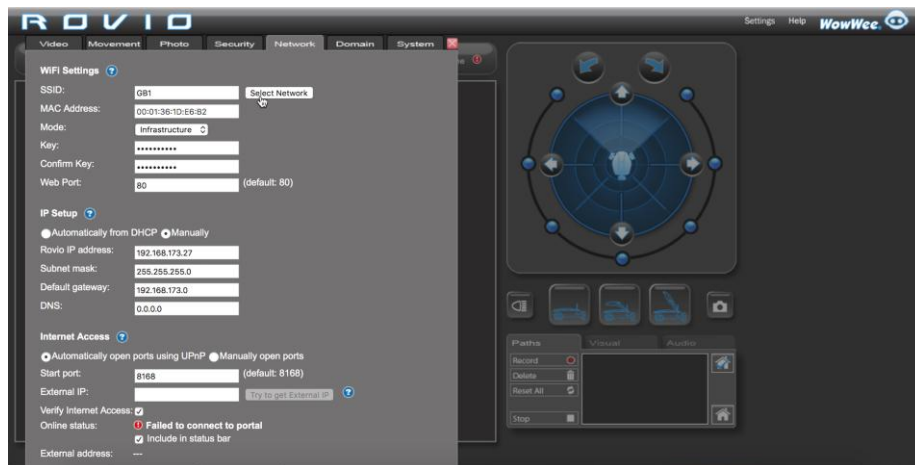 ROVIO
Settings Help WowWee
Video Movement Photo Security Network Domain System
WiFi Settings ?
SSID: GB1 Select Network
MAC Address: 00:01:36:1D:E6:B2
Mode: Infrastructure
Key: ••••••••••
Confirm Key: ••••••••••
Web Port: 80 (default: 80)
IP Setup ?
Automatically from DHCP Manually
Rovio IP address: 192.168.173.27
Subnet mask: 255.255.255.0
Default gateway: 192.168.173.0
DNS: 0.0.0.0
Internet Access ?
Automatically open ports using UPnP Manually open ports
Start port: 8168 (default: 8168)
External IP: Try to get External IP ?
Verify Internet Access:
Online status: Failed to connect to portal
Include in status bar
External address: ---
Paths Visual Audio
Record
Delete
Reset All
Stop